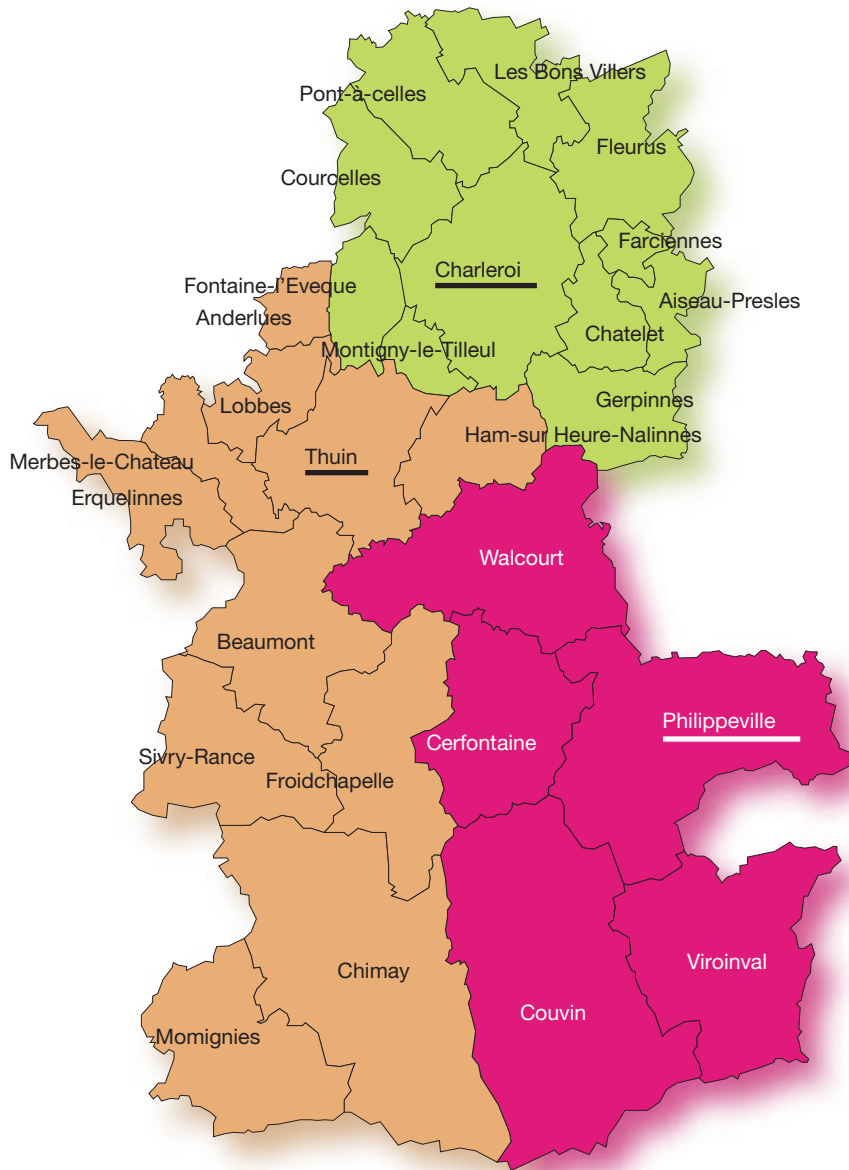 Les Bons Villers
Pont-à-celles
Fleurus
Courcelles
Farciennes
Charleroi
Fontaine-l'Eveque
Aiseau-Presles
Anderlues
Chatelet
Montigny-le-Tilleul
Gerpinnes
Lobbes
Ham-sur Heure-Nalinnes
Thuin
Merbes-le-Chateau
Erquelinnes
Walcourt
Beaumont
Philippeville
Cerfontaine
Sivry-Rance
Froidchapelle
Viroinval
Chimay
Couvin
Momignies